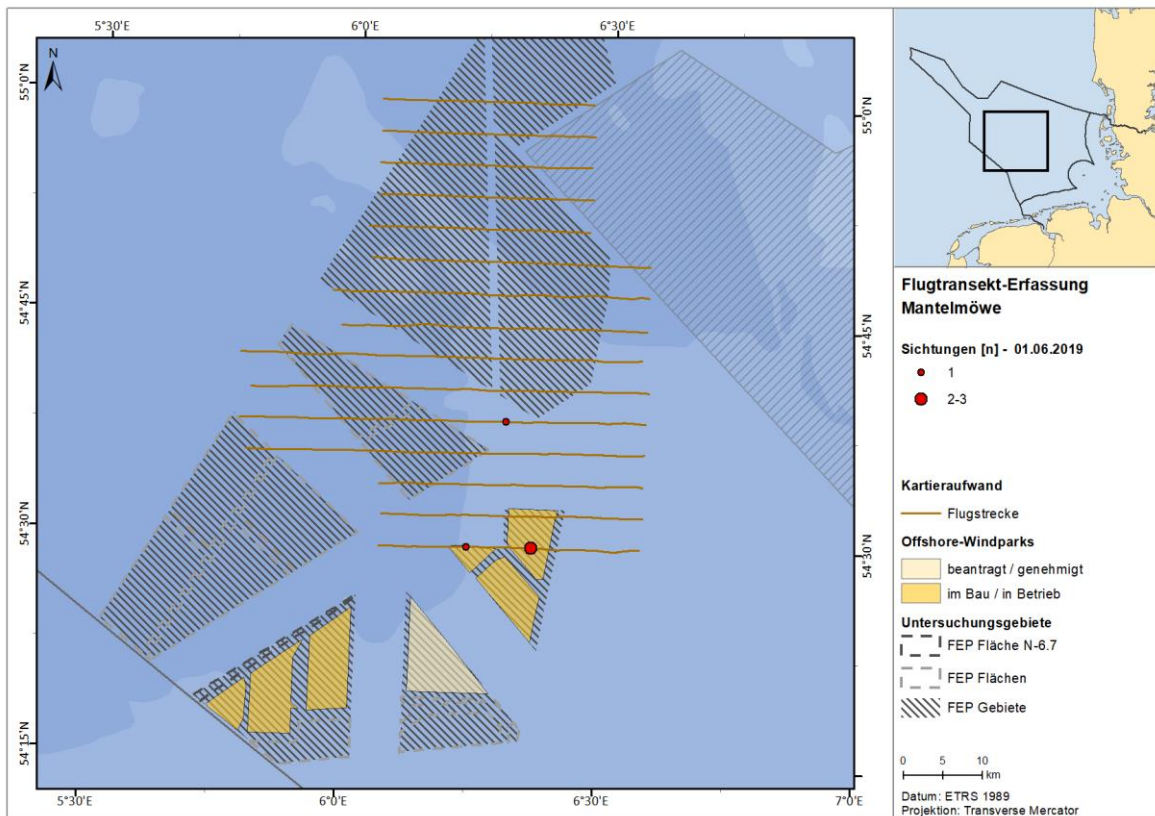 5°30'E
6°0'E
6°30'E
N
55°0'N
54°45'N
54°30'N
54°15'N
55°0'N
54°45'N
54°30'N
5°30'E
6°0'E
6°30'E
7°0'E
Flugtransekt-Erfassung
Mantelmöwe
Sichtungen [n] - 01.06.2019
1
2-3
Kartieraufwand
Flugstrecke
Offshore-Windparks
beantragt / genehmigt
im Bau / in Betrieb
Untersuchungsgebiete
FEP Fläche N-6.7
FEP Flächen
FEP Gebiete
0 5 10
km
Datum: ETRS 1989
Projektion: Transverse Mercator